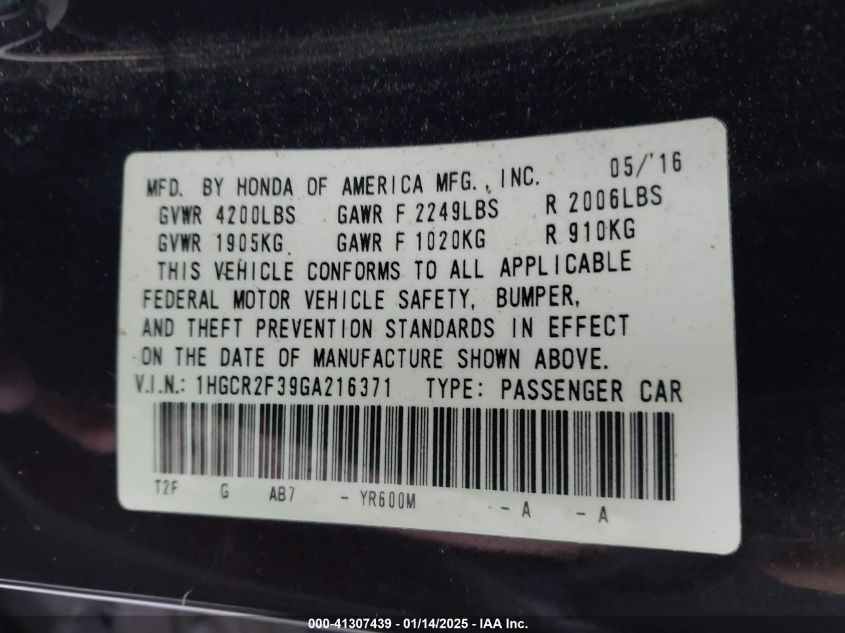 MFD. BY HONDA OF AMERICA MFG., INC. 05/'16
GVWR 4200LBS GAWR F 2249LBS R 2006LBS
GVWR 1905KG GAWR F 1020KG R 910KG
THIS VEHICLE CONFORMS TO ALL APPLICABLE
FEDERAL MOTOR VEHICLE SAFETY, BUMPER,
AND THEFT PREVENTION STANDARDS IN EFFECT
ON THE DATE OF MANUFACTURE SHOWN ABOVE.
V.I.N.: 1HGCR2F39GA216371 TYPE: PASSENGER CAR
T2F G AB7 - YR600M - A - A
000-41307439 - 01/14/2025 - IAA Inc.